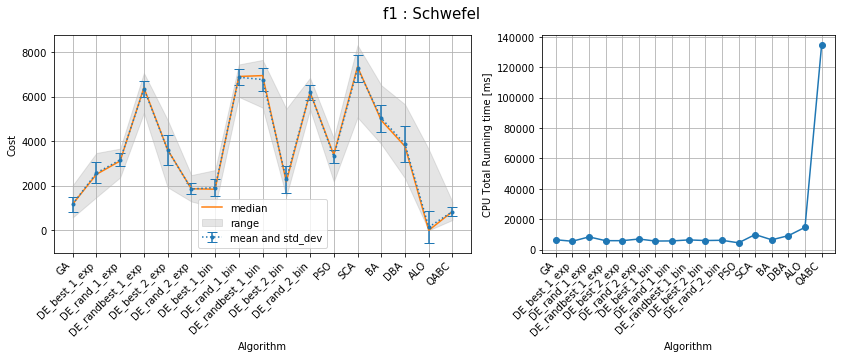 f1 : Schwefel
Cost
8000
6000
4000
2000
0
median
range
mean and std_dev
GA
DE_best_1_exp
DE_rand_1_exp
DE_randbest_1_exp
DE_best_2_exp
DE_rand_2_exp
DE_best_1_bin
DE_rand_1_bin
DE_randbest_1_bin
DE_best_2_bin
DE_rand_2_bin
PSO
SCA
BA
DBA
ALO
QABC
Algorithm
CPU Total Running time [ms]
140000
120000
100000
80000
60000
40000
20000
0
GA
DE_best_1_exp
DE_rand_1_exp
DE_randbest_1_exp
DE_best_2_exp
DE_rand_2_exp
DE_best_1_bin
DE_rand_1_bin
DE_randbest_1_bin
DE_best_2_bin
DE_rand_2_bin
PSO
SCA
BA
DBA
ALO
QABC
Algorithm